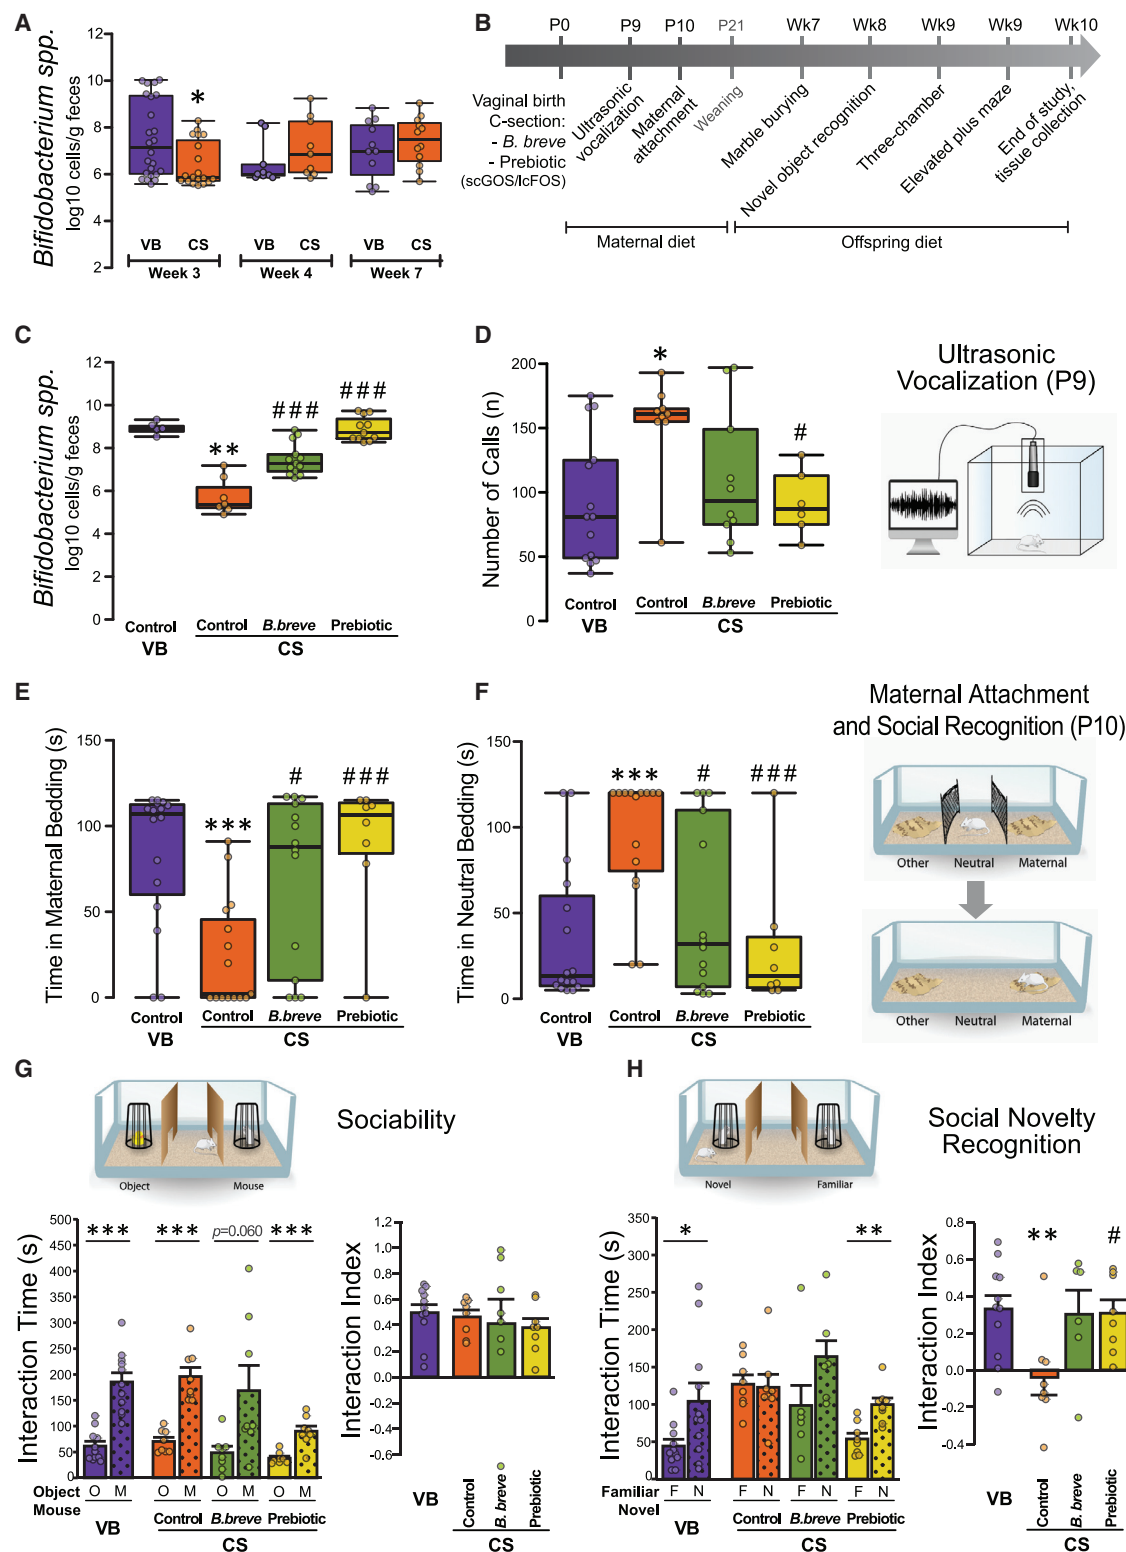 A
Bifidobacterium spp.
log10 cells/g feces
12
10
8
6
4
2
*
VB CS VB CS VB CS
Week 3 Week 4 Week 7
B
P0 P9 P10 P21 Wk7 Wk8 Wk9 Wk9 Wk10
Vaginal birth
C-section:
- B. breve
- Prebiotic
(scGOS/lcFOS)
Ultrasonic
vocalization
Maternal
attachment
Weaning
Marble burying
Novel object recognition
Three-chamber
Elevated plus maze
End of study,
tissue collection
Maternal diet
Offspring diet
C
Bifidobacterium spp.
log10 cells/g feces
12
10
8
6
4
2
0
**
###
###
Control Control B.breve Prebiotic
VB CS
D
Number of Calls (n)
200
150
100
50
0
*
#
Control Control B.breve Prebiotic
VB CS
Ultrasonic
Vocalization (P9)
E
Time in Maternal Bedding (s)
150
100
50
0
***
#
###
Control Control B.breve Prebiotic
VB CS
F
Time in Neutral Bedding (s)
150
100
50
0
***
#
###
Control Control B.breve Prebiotic
VB CS
Maternal Attachment
and Social Recognition (P10)
Other Neutral Maternal
Other Neutral Maternal
G
Object Mouse
Sociability
Interaction Time (s)
500
450
400
350
300
250
200
150
100
50
0
*** *** p=0.060 ***
Object O M O M O M O M
Mouse
VB Control B.breve Prebiotic
CS
Interaction Index
1.2
1.0
0.8
0.6
0.4
0.2
0.0
-0.2
-0.4
-0.6
VB Control B. breve Prebiotic
CS
H
Novel Familiar
Social Novelty
Recognition
Interaction Time (s)
350
300
250
200
150
100
50
0
* **
Familiar F N F N F N F N
Novel
VB Control B.breve Prebiotic
CS
Interaction Index
0.8
0.6
0.4
0.2
0.0
-0.2
-0.4
**
#
VB Control B. breve Prebiotic
CS